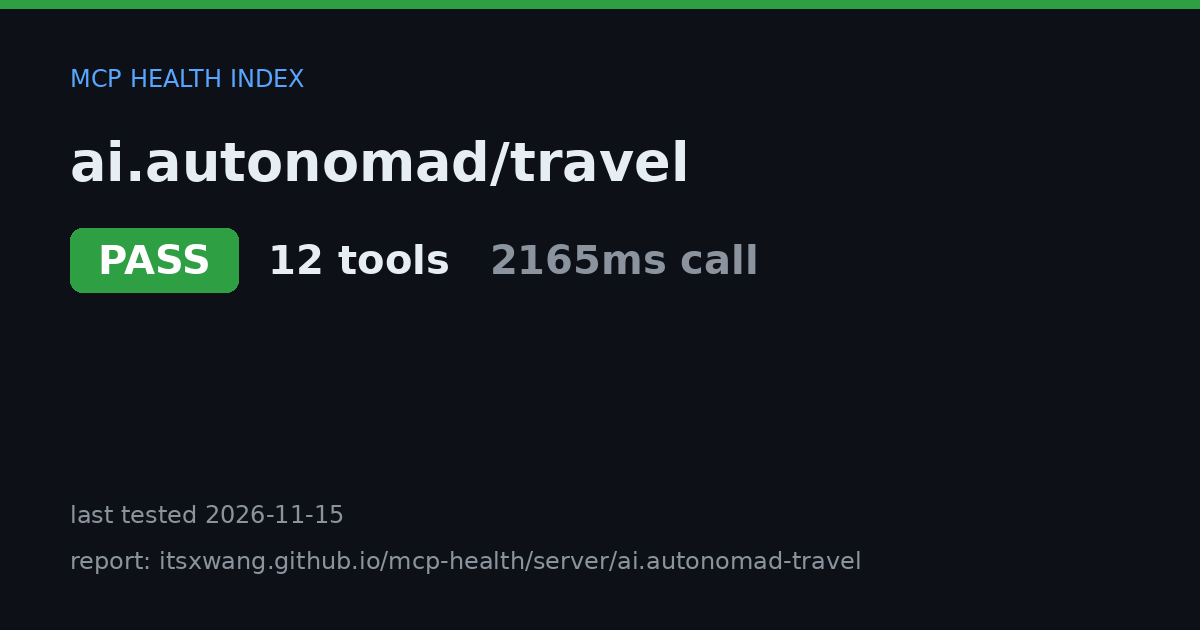 MCP HEALTH INDEX
ai.autonomad/travel
PASS 12 tools 2165ms call
last tested 2026-11-15
report: itsxwang.github.io/mcp-health/server/ai.autonomad-travel